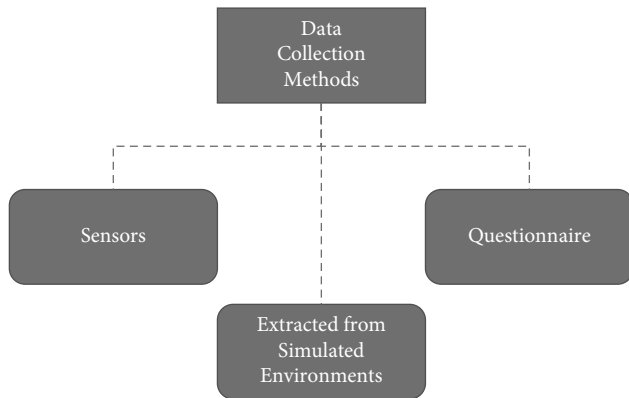 Data
Collection
Methods
Sensors
Questionnaire
Extracted from
Simulated
Environments